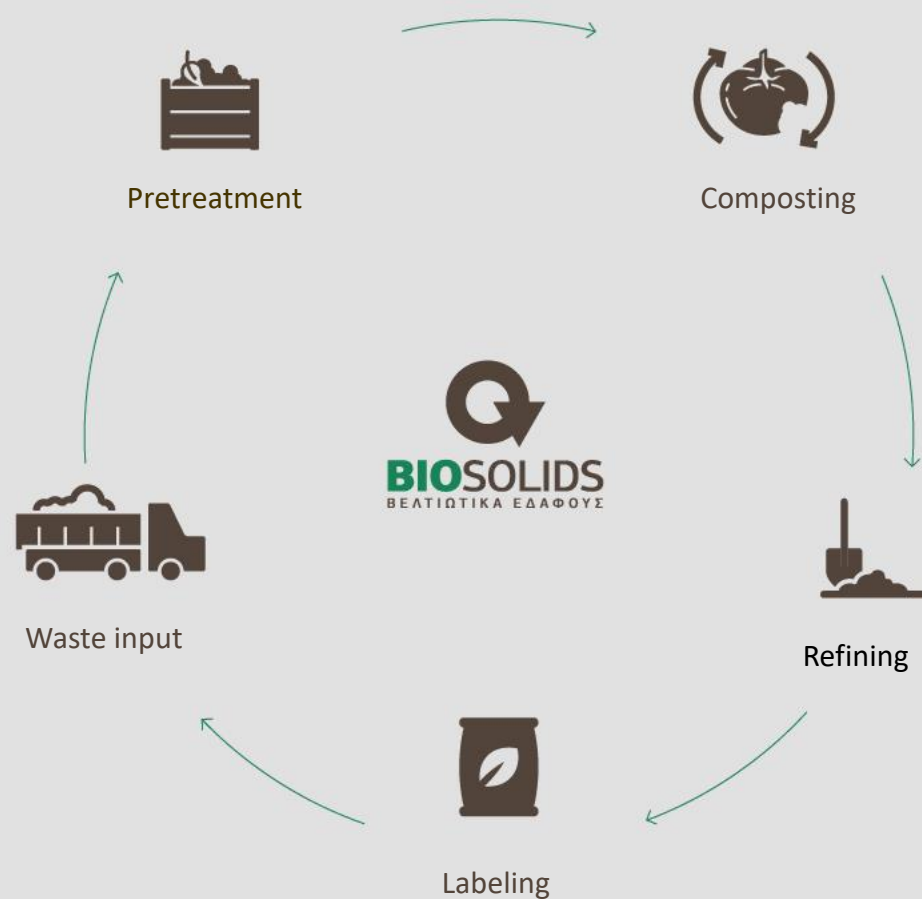 Pretreatment
Composting
BIOSOLIDS
ΒΕΛΤΙΩΤΙΚΑ ΕΔΑΦΟΥΣ
Waste input
Refining
Labeling